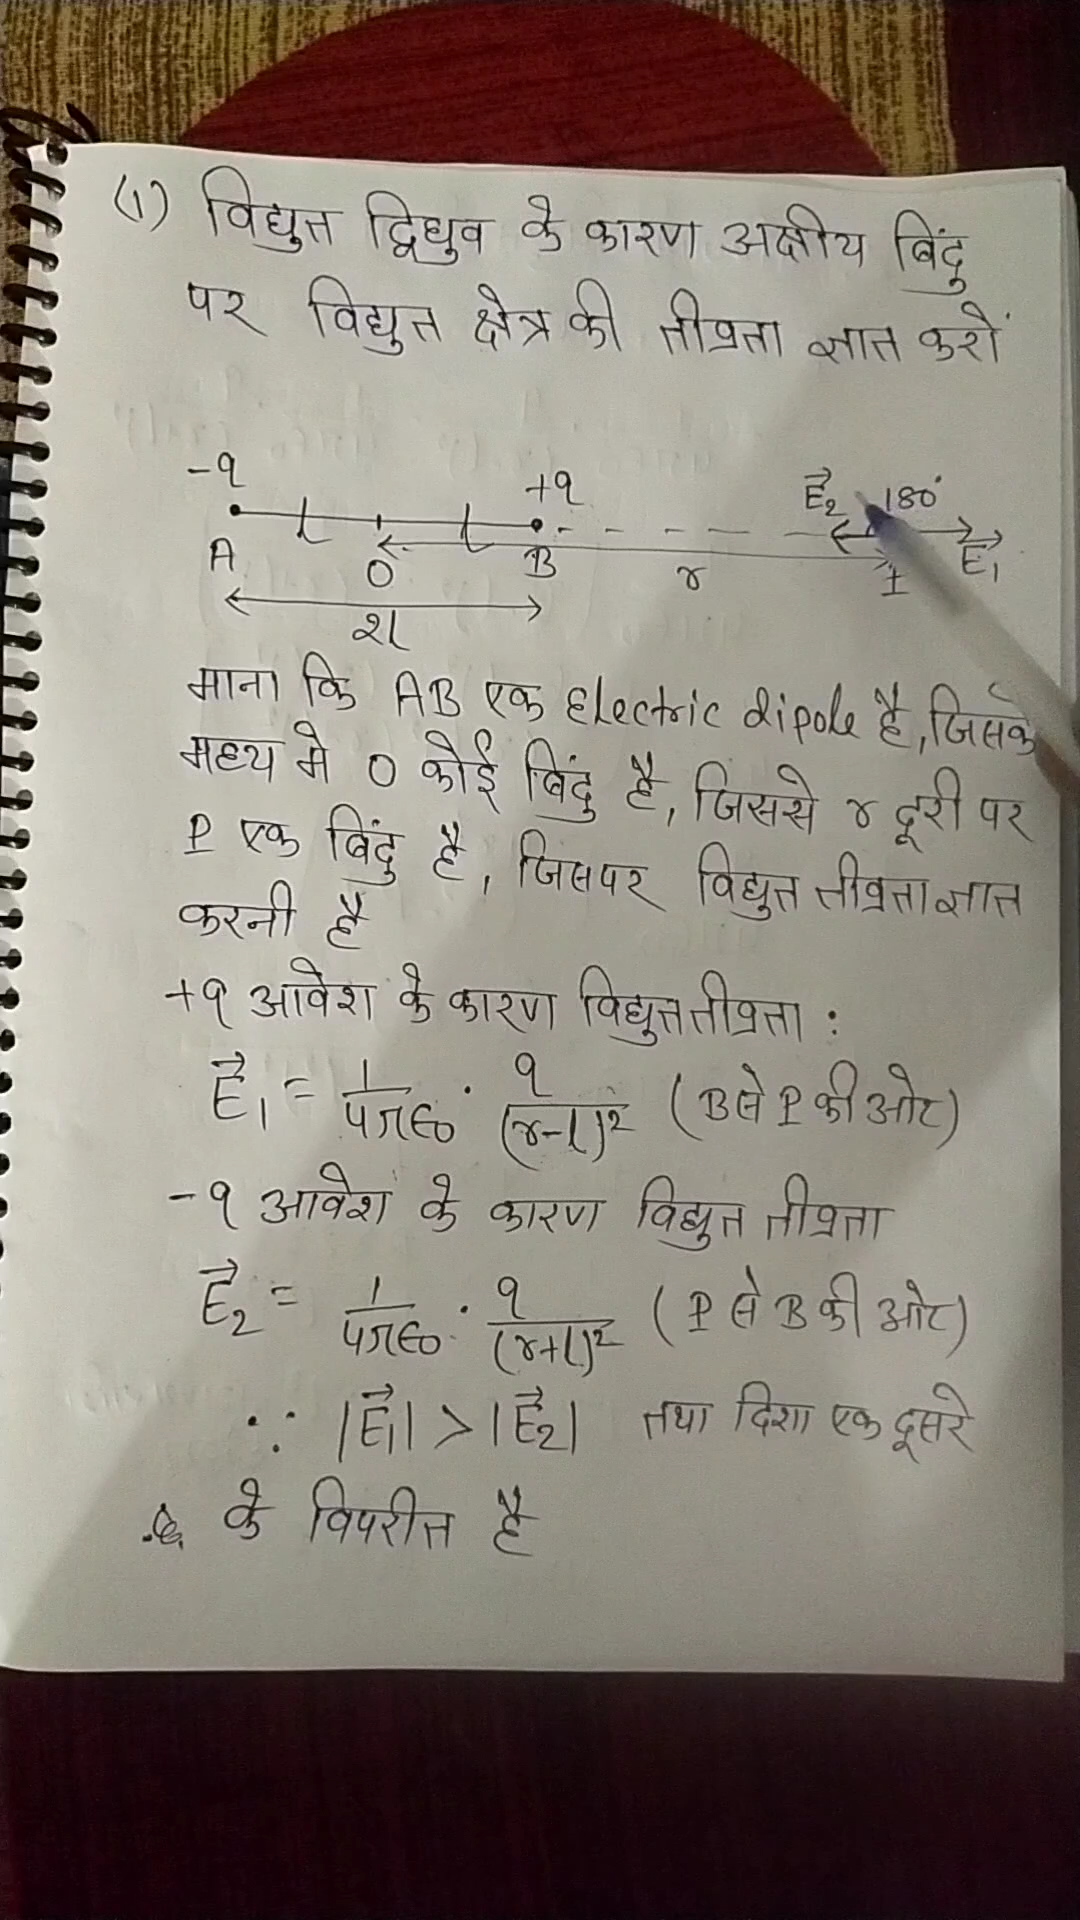 (1) विद्युत द्विध्रुव के कारण अक्षीय बिंदु
पर विद्युत क्षेत्र की तीव्रता ज्ञात करों
-q +q E⃗₂ 180°
l l
A O B r P E⃗₁
2l
माना कि AB एक Electric dipole है, जिसके
मध्य मे O कोई बिंदु है, जिससे r दूरी पर
P एक बिंदु है, जिसपर विद्युत तीव्रता ज्ञात
करनी है
+q आवेश के कारण विद्युत तीव्रता :
E⃗₁ = 1/4πϵ₀ · q/(r-l)² (B से P की ओर)
-q आवेश के कारण विद्युत तीव्रता
E⃗₂ = 1/4πϵ₀ · q/(r+l)² (P से B की ओर)
∵ |E⃗₁| > |E⃗₂| तथा दिशा एक दूसरे
के विपरीत है